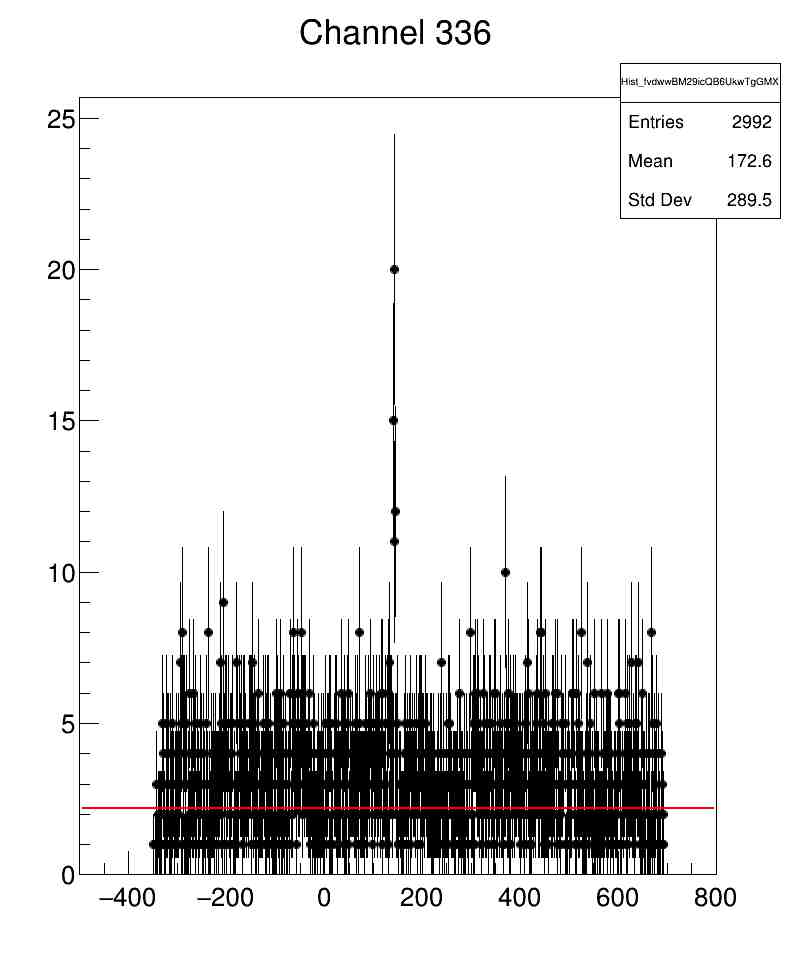 Channel 336
Hist_fvdwwBM29icQB6UkwTgGMX
Entries 2992
Mean 172.6
Std Dev 289.5
25
20
15
10
5
0
−400 −200 0 200 400 600 800